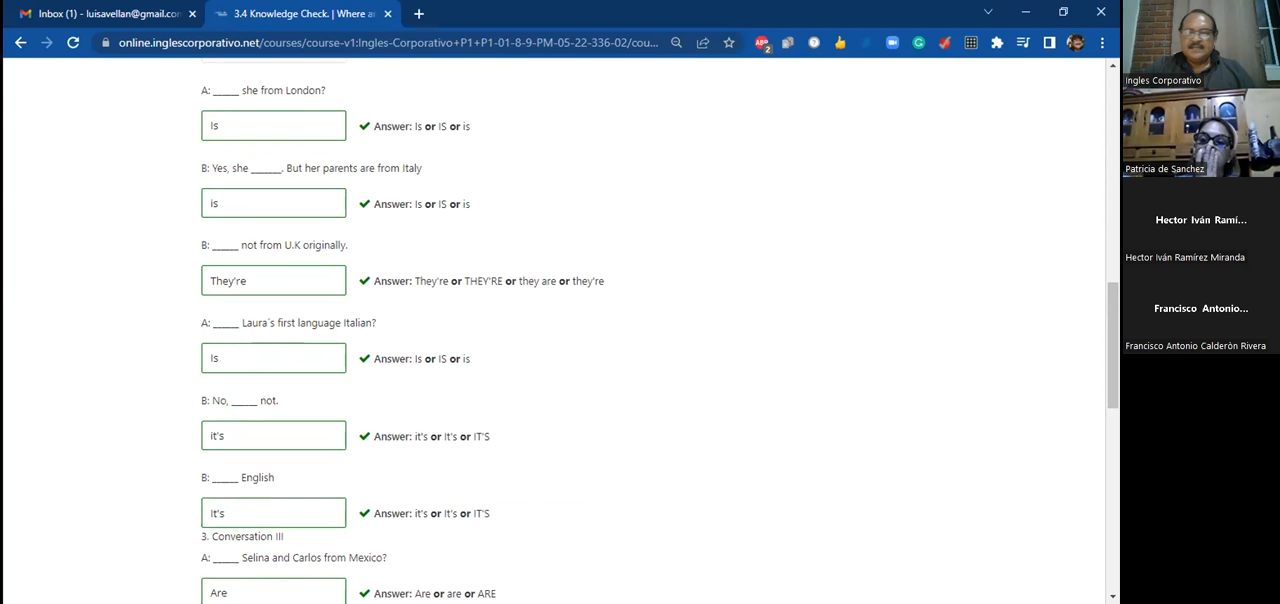 Inbox (1) - luisavellan@gmail.con
3.4 Knowledge Check. | Where ar
online.inglescorporativo.net/courses/course-v1:Ingles-Corporativo+P1+P1-01-8-9-PM-05-22-336-02/cou...
ABP
2
A: _____ she from London?
Is
Answer: Is or IS or is
B: Yes, she ______. But her parents are from Italy
is
Answer: Is or IS or is
B: _____ not from U.K originally.
They're
Answer: They're or THEY'RE or they are or they're
A: _____ Laura´s first language Italian?
Is
Answer: Is or IS or is
B: No, _____ not.
it's
Answer: it's or It's or IT'S
B: _____ English
It's
Answer: it's or It's or IT'S
3. Conversation III
A: _____ Selina and Carlos from Mexico?
Are
Answer: Are or are or ARE
Ingles Corporativo
Patricia de Sanchez
Hector Iván Ramí...
Hector Iván Ramírez Miranda
Francisco Antonio...
Francisco Antonio Calderòn Rivera